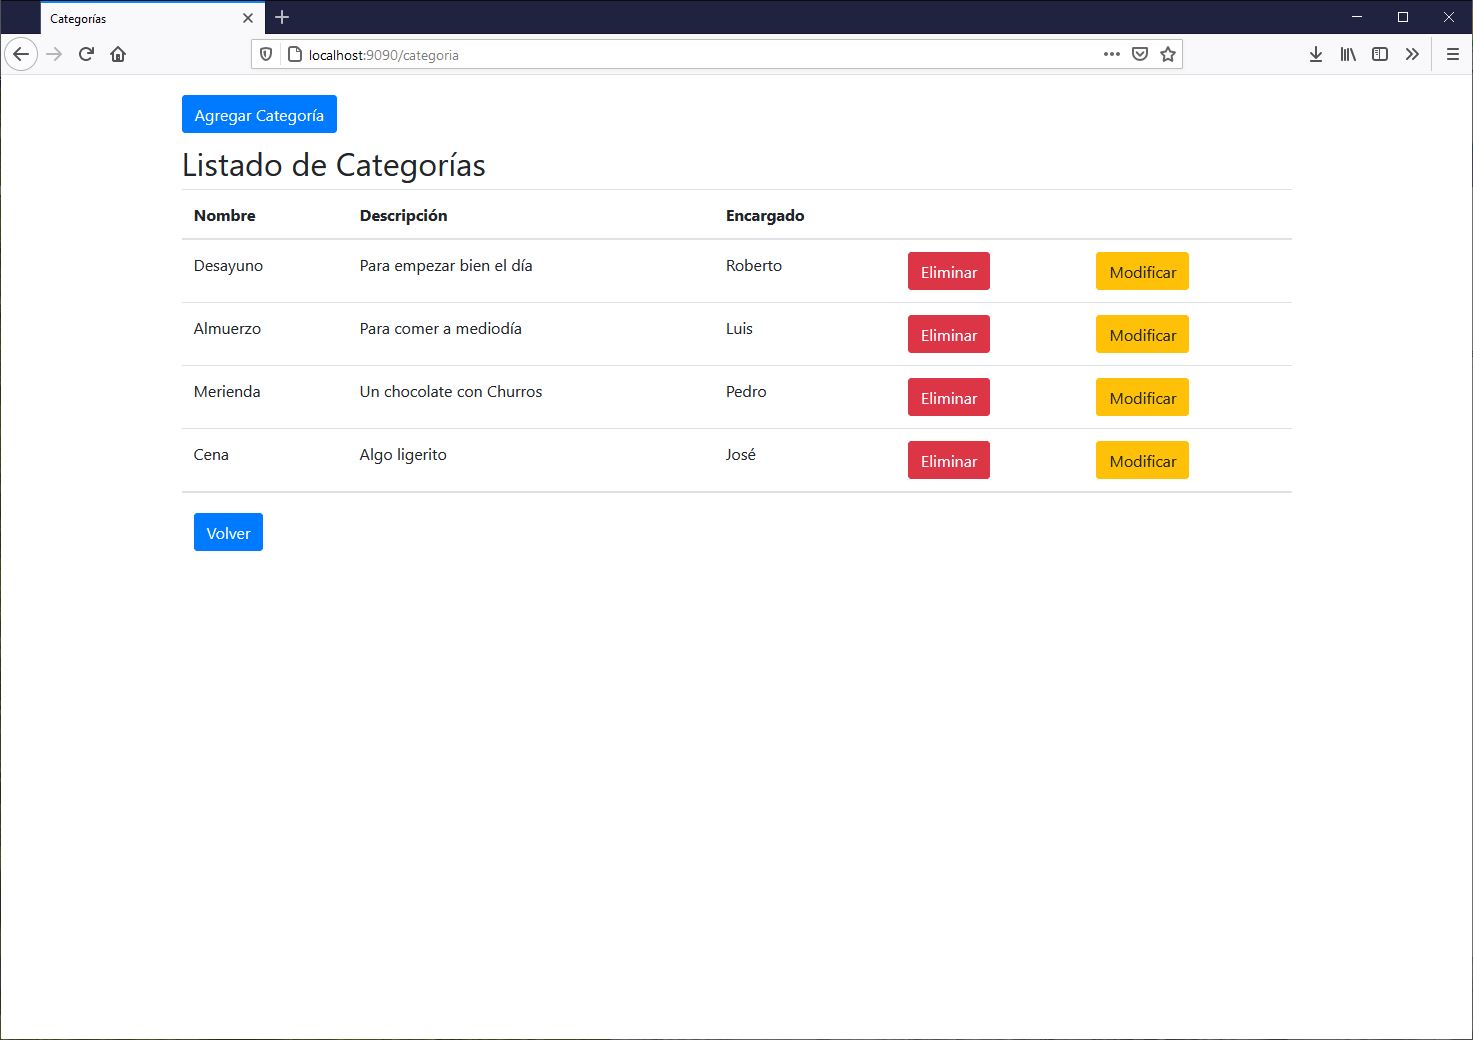 Categorías
localhost:9090/categoria
Agregar Categoría
Listado de Categorías
Nombre Descripción Encargado
Desayuno Para empezar bien el día Roberto Eliminar Modificar
Almuerzo Para comer a mediodía Luis Eliminar Modificar
Merienda Un chocolate con Churros Pedro Eliminar Modificar
Cena Algo ligerito José Eliminar Modificar
Volver